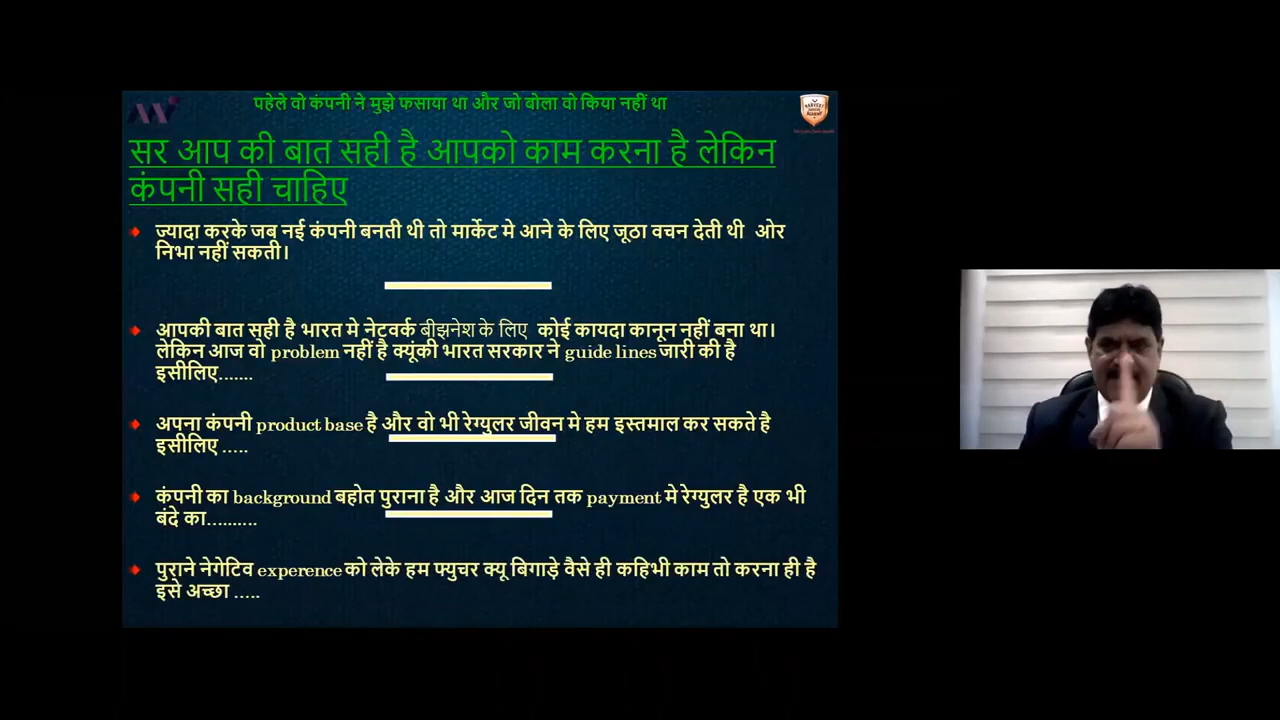 पहेले वो कंपनी ने मुझे फसाया था और जो बोला वो किया नहीं था
सर आप की बात सही है आपको काम करना है लेकिन
कंपनी सही चाहिए
ज्यादा करके जब नई कंपनी बनती थी तो मार्केट मे आने के लिए जूठा वचन देती थी ओर
निभा नहीं सकती।
आपकी बात सही है भारत मे नेटवर्क बीझनेश के लिए कोई कायदा कानून नहीं बना था।
लेकिन आज वो problem नहीं है क्यूंकी भारत सरकार ने guide lines जारी की है
इसीलिए.......
अपना कंपनी product base है और वो भी रेग्युलर जीवन मे हम इस्तमाल कर सकते है
इसीलिए .....
कंपनी का background बहोत पुराना है और आज दिन तक payment मे रेग्युलर है एक भी
बंदे का..........
पुराने नेगेटिव experence को लेके हम फ्युचर क्यू बिगाड़े वैसे ही कहिभी काम तो करना ही है
इसे अच्छा .....